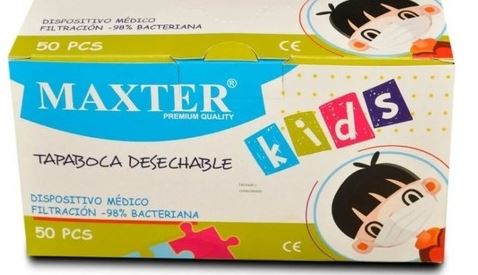 DISPOSITIVO MÉDICO
FILTRACIÓN -98% BACTERIANA
50 PCS
CE
MAXTER®
PREMIUM QUALITY
kids
TAPABOCA DESECHABLE
DISPOSITIVO MÉDICO
FILTRACIÓN -98% BACTERIANA
50 PCS
CE